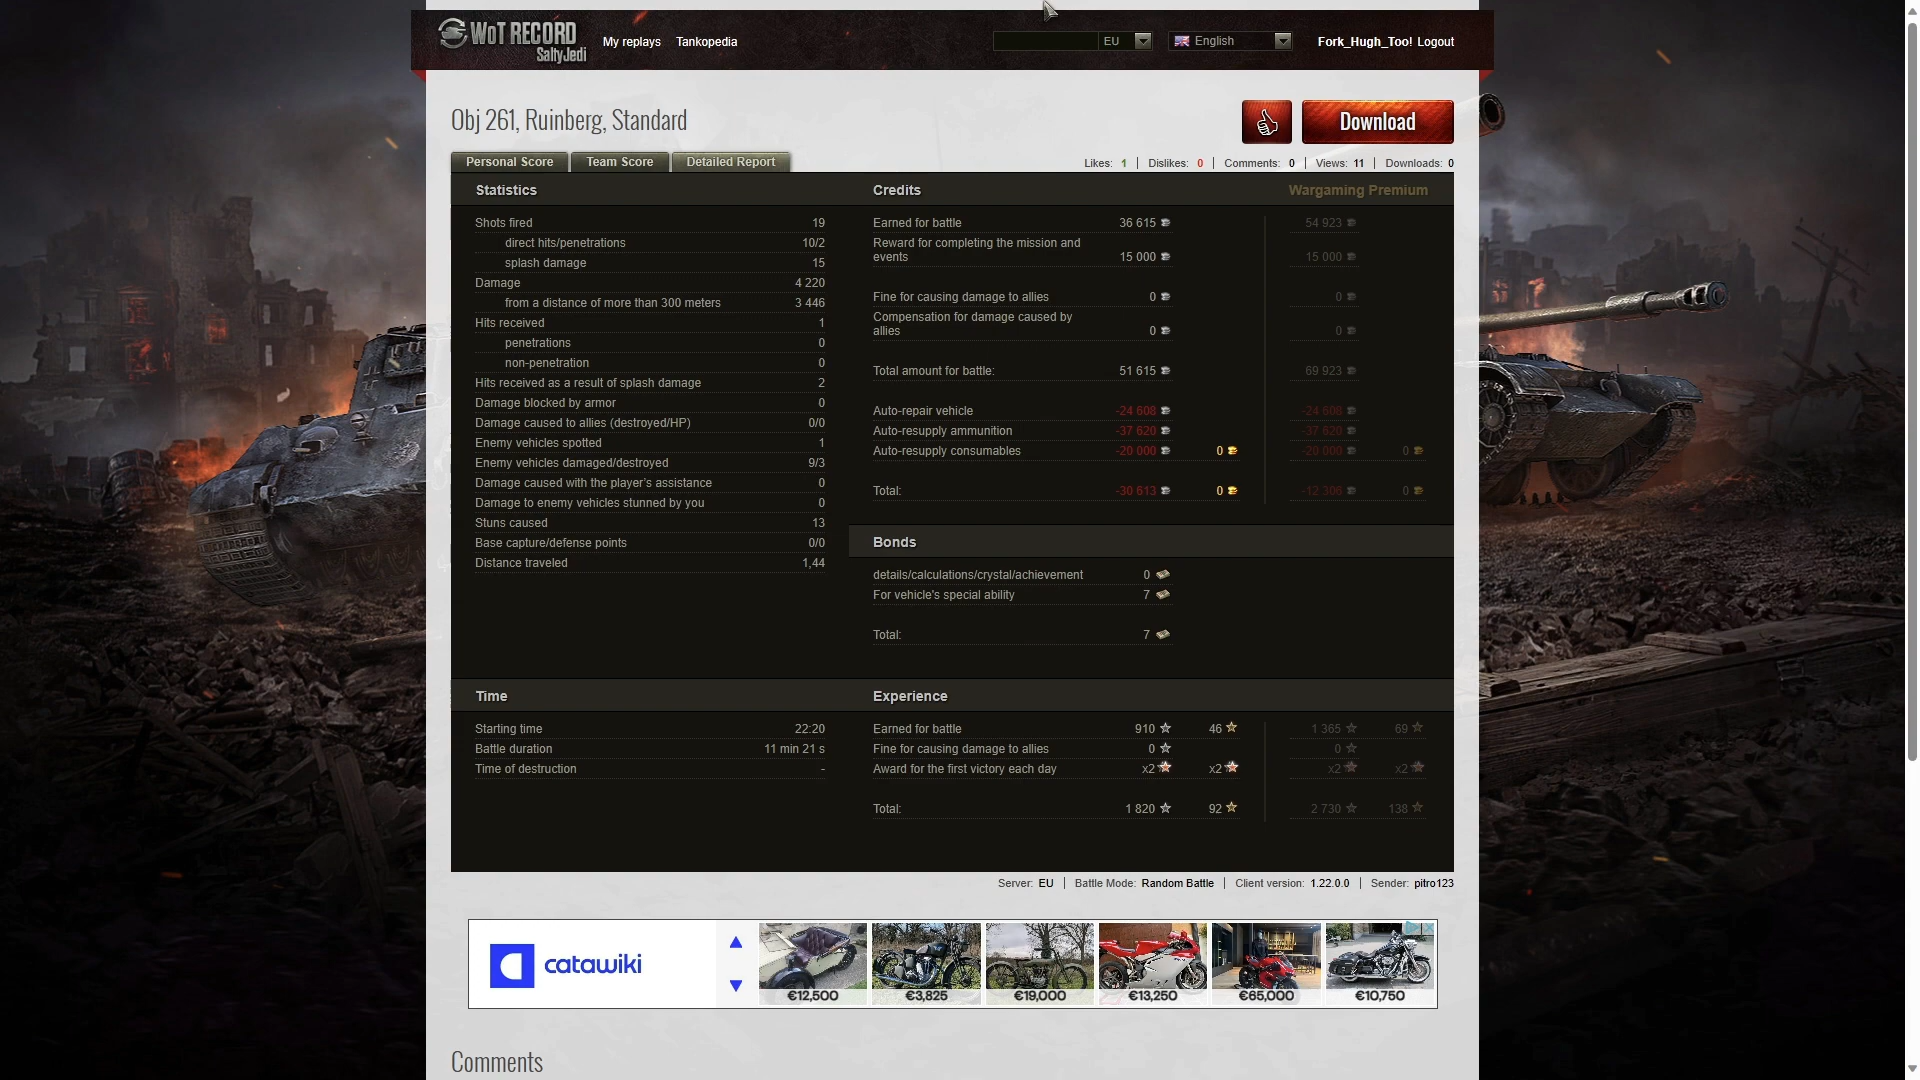 WoT RECORD
SaltyJedi
My replays
Tankopedia
EU
English
Fork_Hugh_Too! Logout
Obj 261, Ruinberg, Standard
Download
Personal Score
Team Score
Detailed Report
Likes: 1 | Dislikes: 0 | Comments: 0 | Views: 11 | Downloads: 0
Statistics
Shots fired 19
direct hits/penetrations 10/2
splash damage 15
Damage 4 220
from a distance of more than 300 meters 3 446
Hits received 1
penetrations 0
non-penetration 0
Hits received as a result of splash damage 2
Damage blocked by armor 0
Damage caused to allies (destroyed/HP) 0/0
Enemy vehicles spotted 1
Enemy vehicles damaged/destroyed 9/3
Damage caused with the player's assistance 0
Damage to enemy vehicles stunned by you 0
Stuns caused 13
Base capture/defense points 0/0
Distance traveled 1,44
Credits Wargaming Premium
Earned for battle 36 615 54 923
Reward for completing the mission and
events 15 000 15 000
Fine for causing damage to allies 0 0
Compensation for damage caused by
allies 0 0
Total amount for battle: 51 615 69 923
Auto-repair vehicle -24 608 -24 608
Auto-resupply ammunition -37 620 -37 620
Auto-resupply consumables -20 000 0 -20 000 0
Total: -30 613 0 -12 306 0
Bonds
details/calculations/crystal/achievement 0
For vehicle's special ability 7
Total: 7
Time
Starting time 22:20
Battle duration 11 min 21 s
Time of destruction -
Experience
Earned for battle 910 46 1 365 69
Fine for causing damage to allies 0 0
Award for the first victory each day x2 x2 x2 x2
Total: 1 820 92 2 730 138
Server: EU | Battle Mode: Random Battle | Client version: 1.22.0.0 | Sender: pitro123
catawiki
€12,500
€3,825
€19,000
€13,250
€65,000
€10,750
Comments